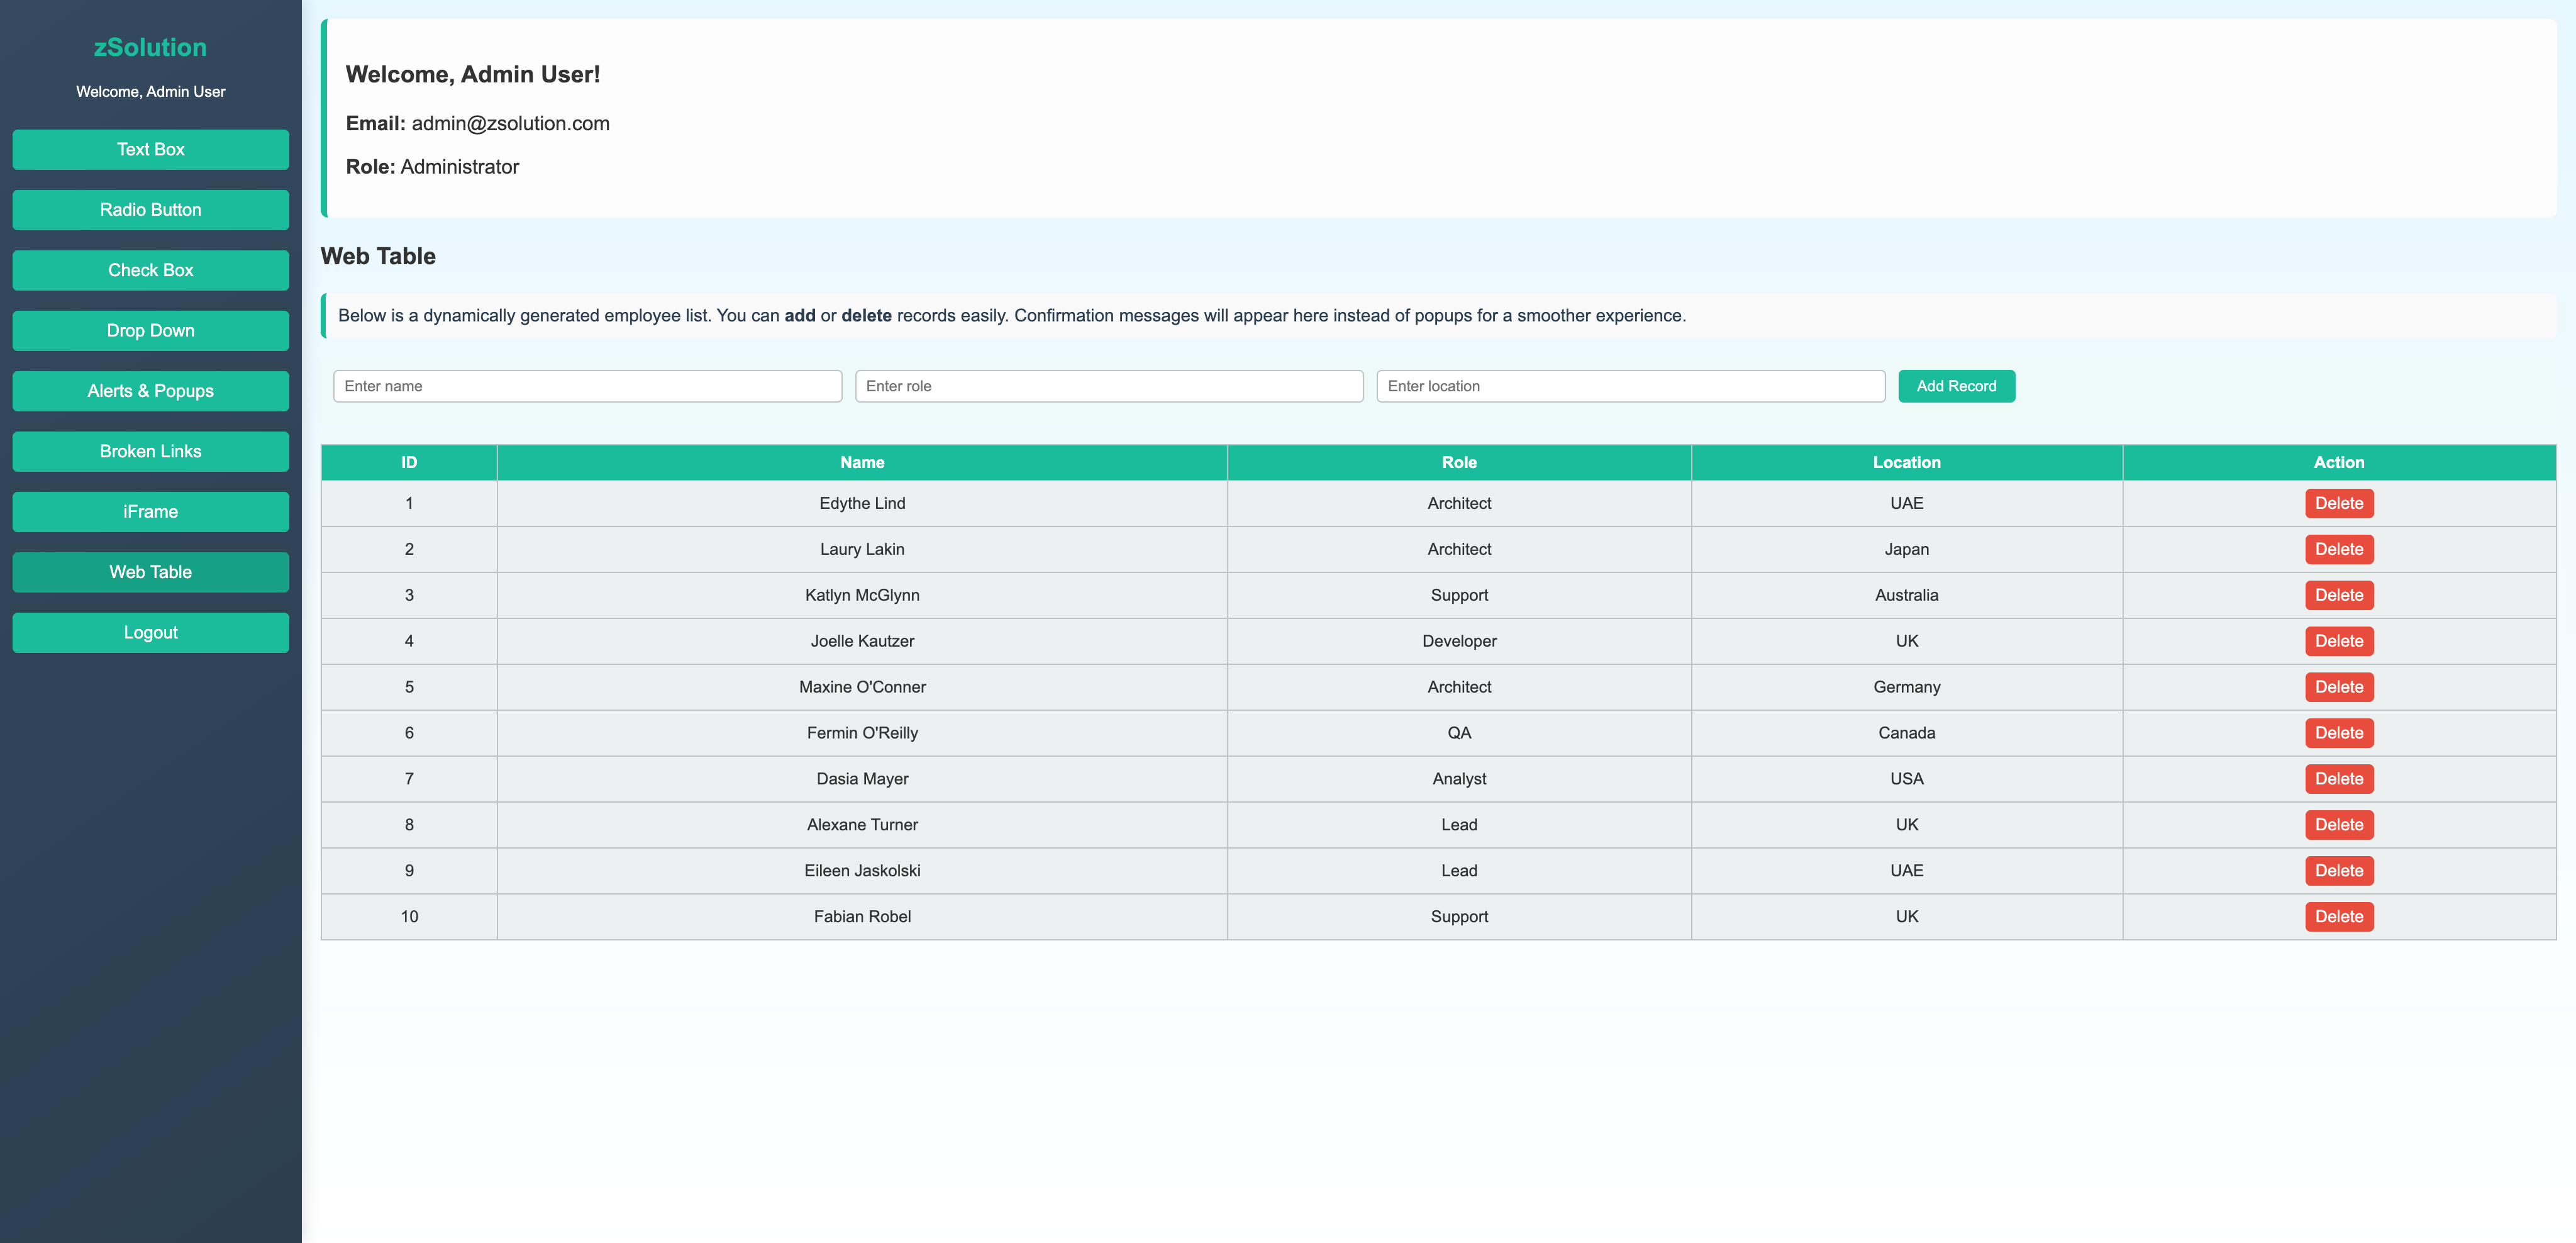 zSolution
Welcome, Admin User
Text Box
Radio Button
Check Box
Drop Down
Alerts & Popups
Broken Links
iFrame
Web Table
Logout
Welcome, Admin User!
Email: admin@zsolution.com
Role: Administrator
Web Table
Below is a dynamically generated employee list. You can add or delete records easily. Confirmation messages will appear here instead of popups for a smoother experience.
Enter name Enter role Enter location Add Record
ID Name Role Location Action
1 Edythe Lind Architect UAE Delete
2 Laury Lakin Architect Japan Delete
3 Katlyn McGlynn Support Australia Delete
4 Joelle Kautzer Developer UK Delete
5 Maxine O'Conner Architect Germany Delete
6 Fermin O'Reilly QA Canada Delete
7 Dasia Mayer Analyst USA Delete
8 Alexane Turner Lead UK Delete
9 Eileen Jaskolski Lead UAE Delete
10 Fabian Robel Support UK Delete